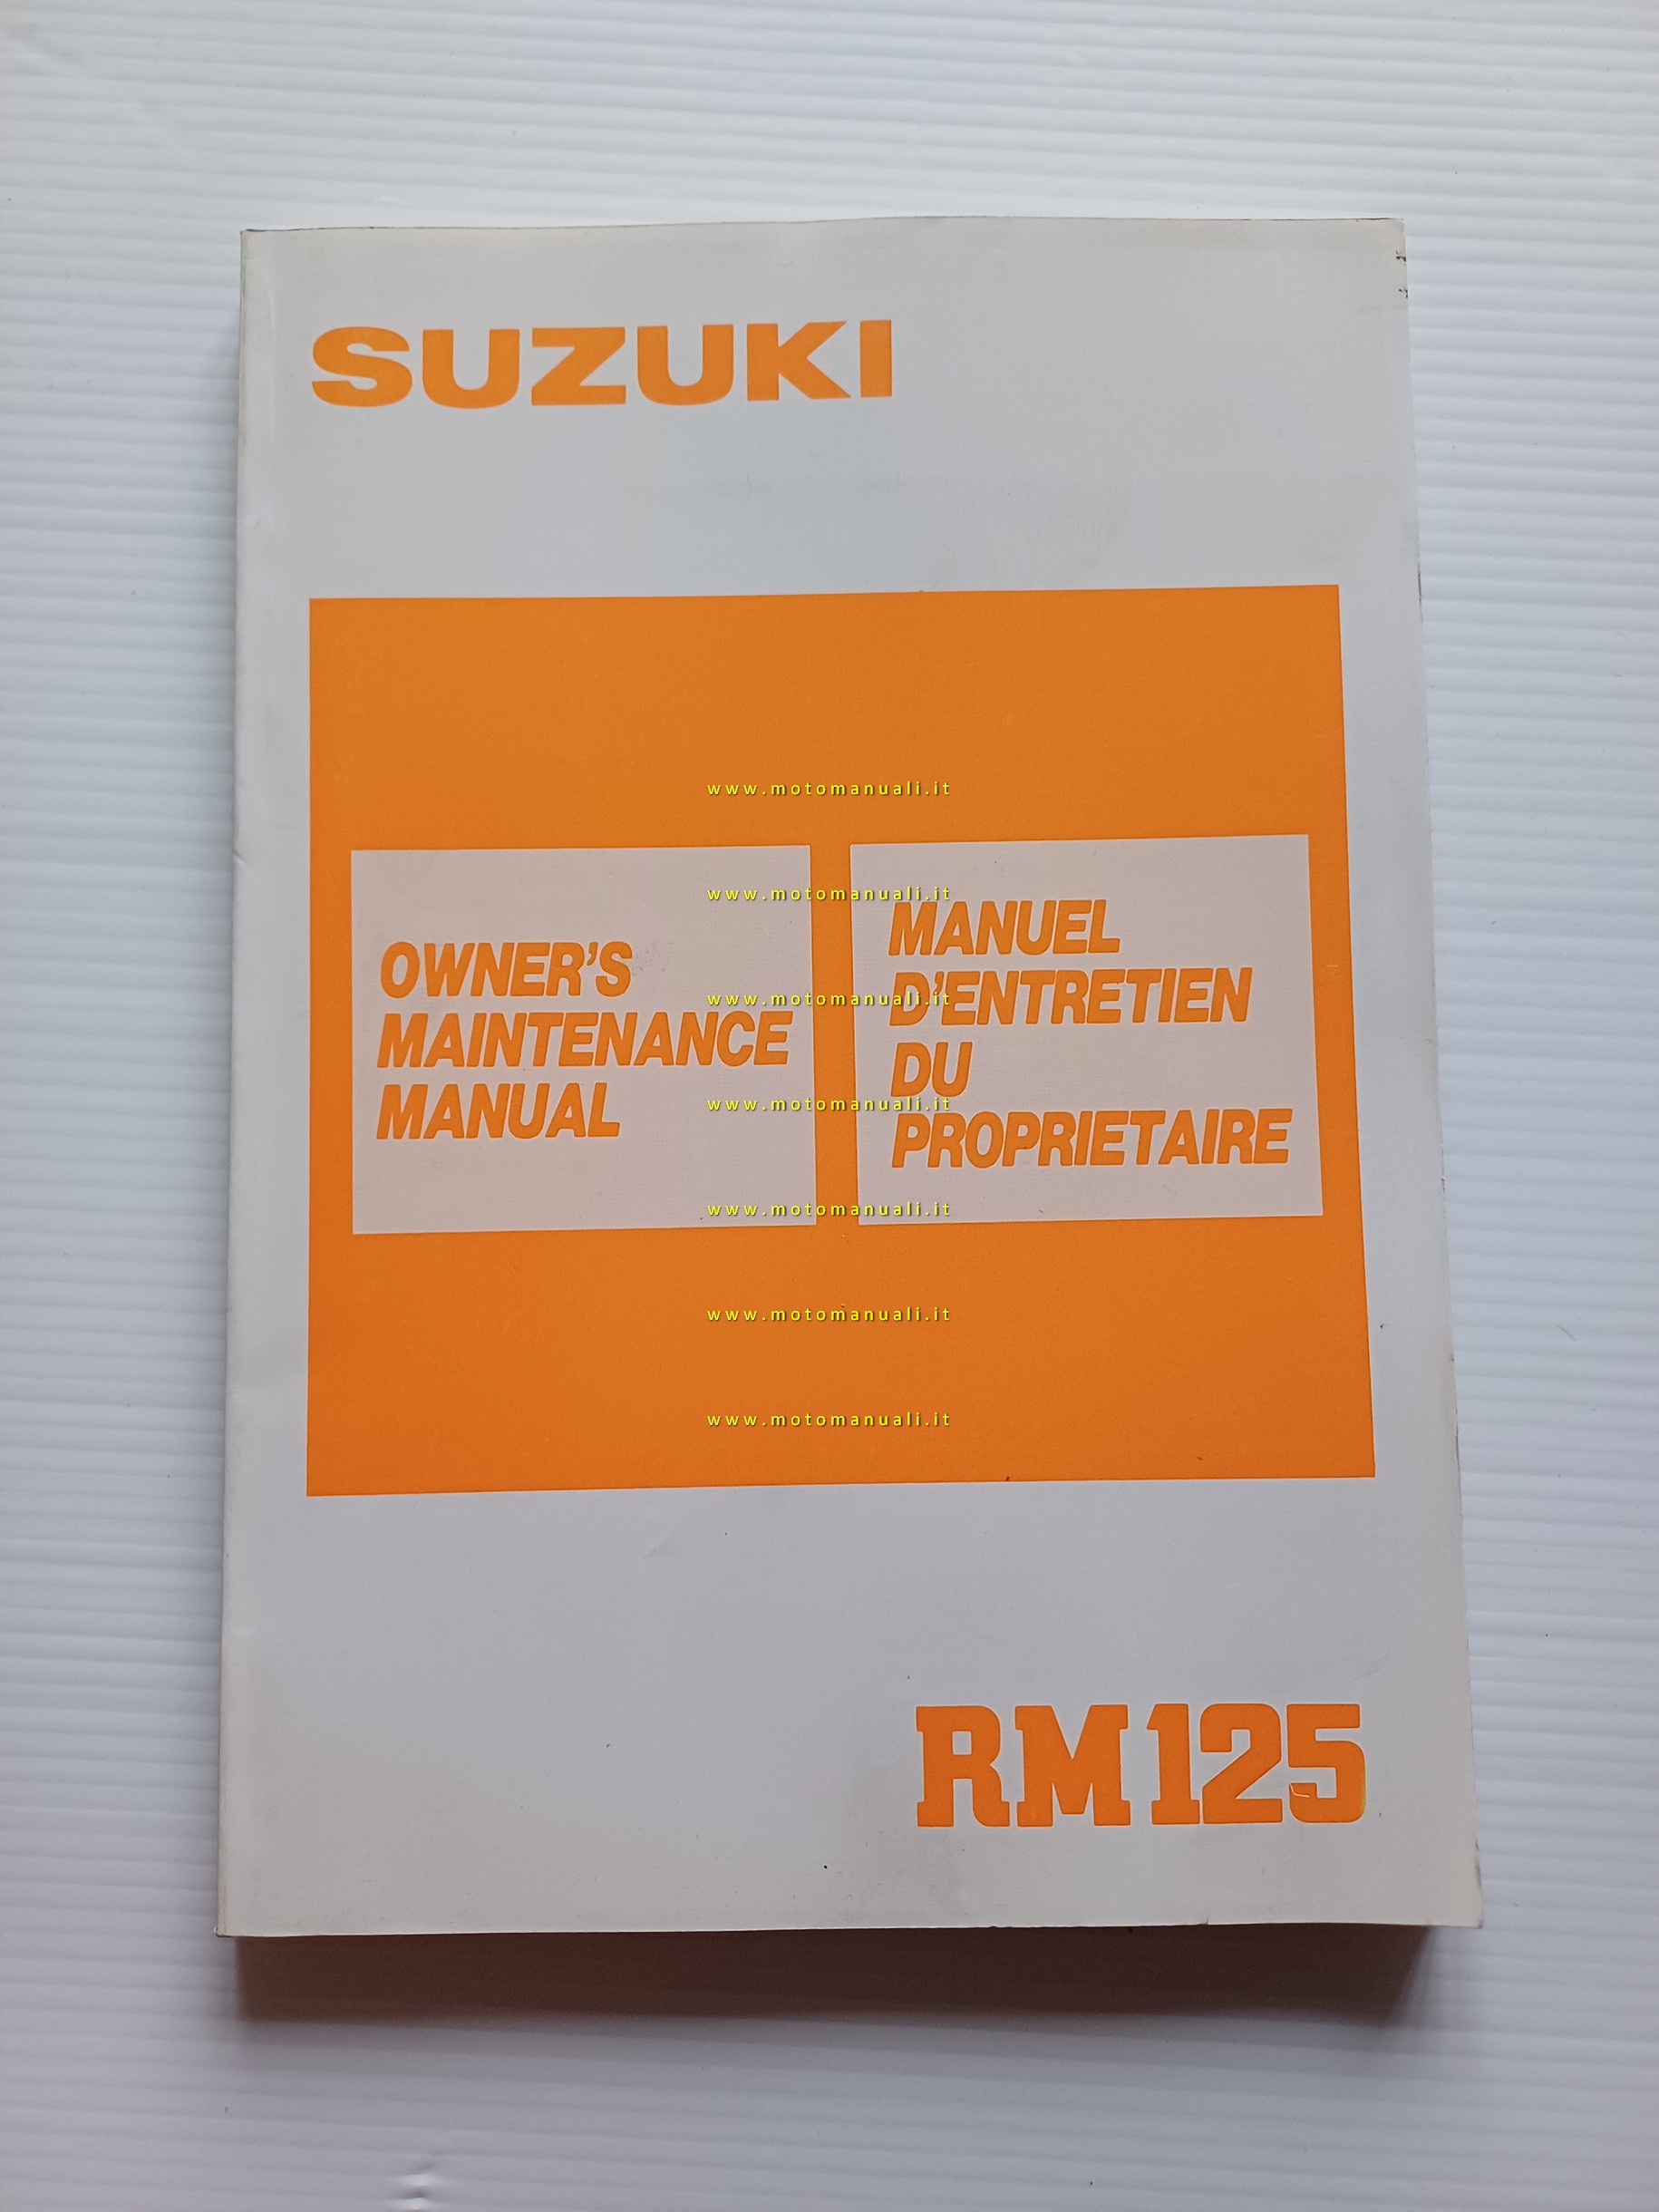 SUZUKI
www.motomanuali.it
www.motomanuali.it
OWNER'S
MAINTENANCE
MANUAL
MANUEL
D'ENTRETIEN
DU
PROPRIETAIRE
www.motomanuali.it
www.motomanuali.it
www.motomanuali.it
www.motomanuali.it
www.motomanuali.it
RM125